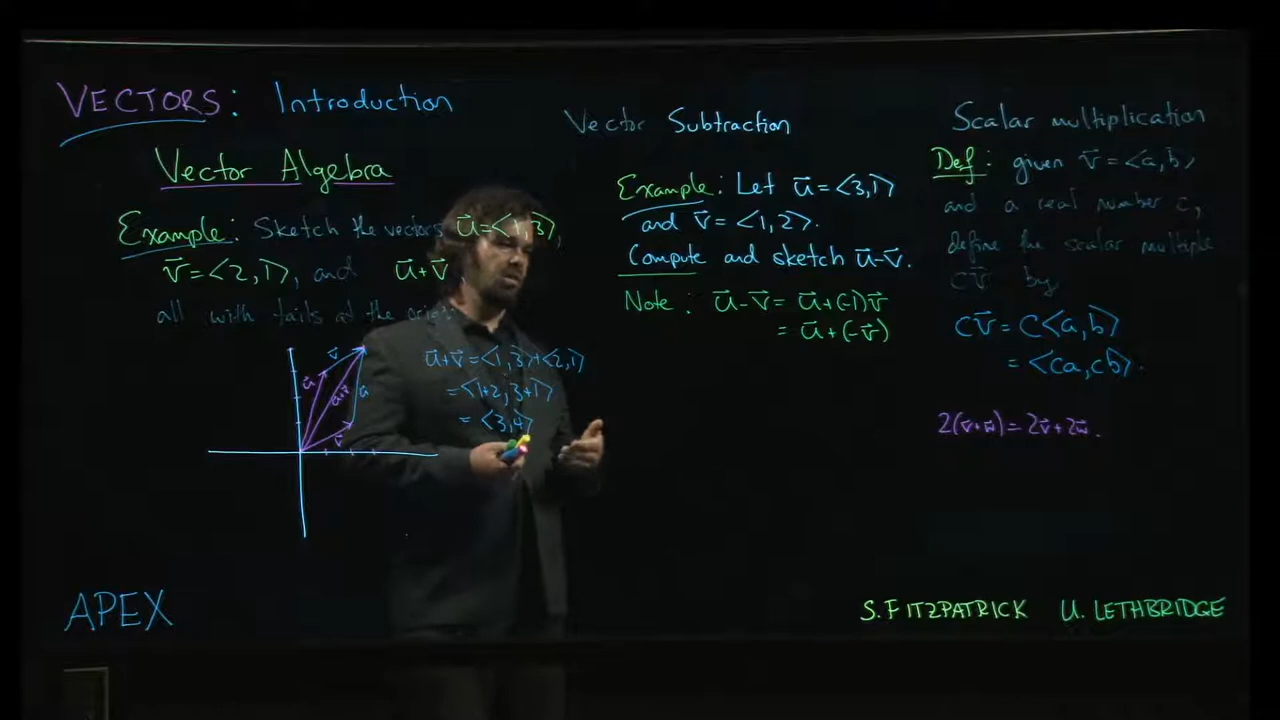 VECTORS: Introduction
Vector Algebra
Example: Sketch the vectors u⃗=<1,3>,
v⃗=<2,1>, and u⃗+v⃗,
all with tails at the origin.
v⃗
u⃗
u⃗+v⃗
u⃗
v⃗
u⃗+v⃗=<1,3>+<2,1>
=<1+2,3+1>
=<3,4>
APEX
Vector Subtraction
Example: Let u⃗=<3,1>
and v⃗=<1,2>.
Compute and sketch u⃗-v⃗.
Note: u⃗-v⃗=u⃗+(-1)v⃗
=u⃗+(-v⃗)
Scalar multiplication
Def: given v⃗=<a,b>
and a real number c,
define the scalar multiple
cv⃗ by
cv⃗=c<a,b>
=<ca,cb>.
2(v⃗+w⃗)=2v⃗+2w⃗.
S.FITZPATRICK U. LETHBRIDGE